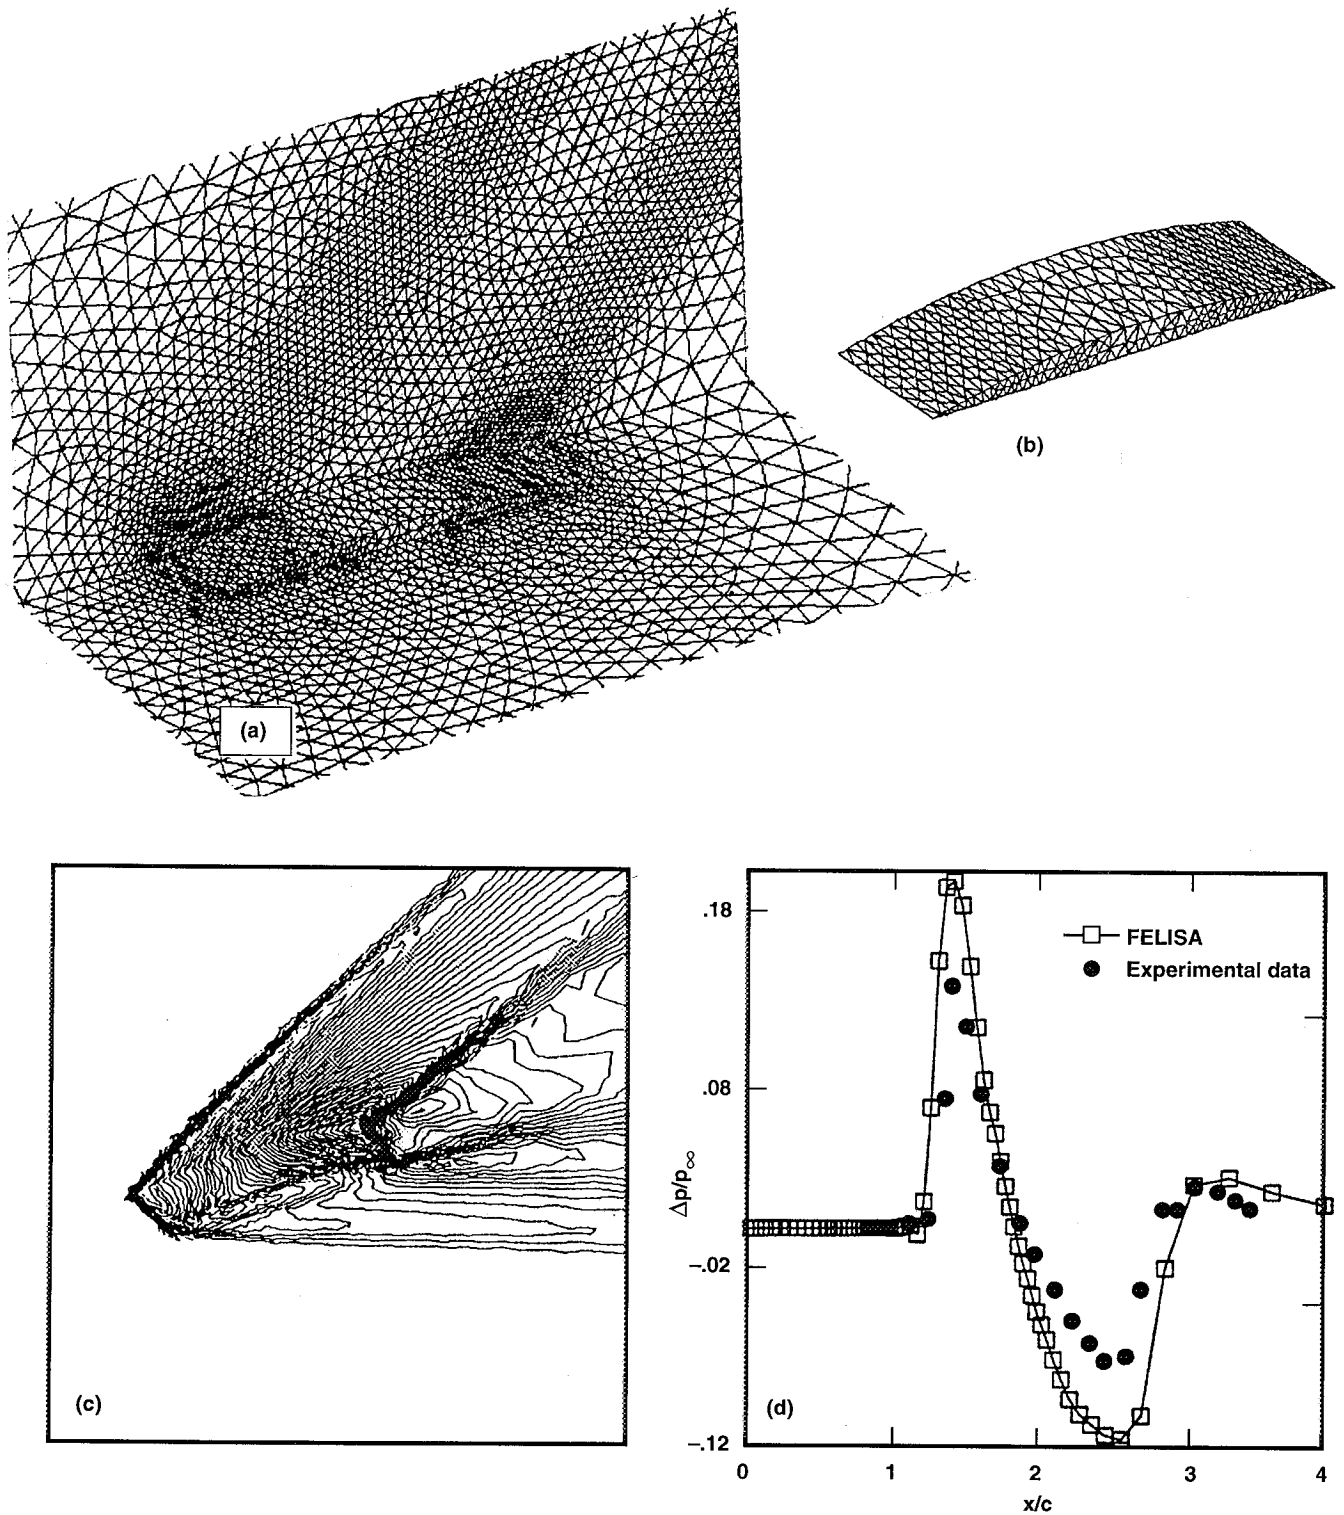 (b)
(a)
(c)
.18
.08
–.02
–.12
Δp/p∞
FELISA
Experimental data
(d)
0 1 2 3 4
x/c